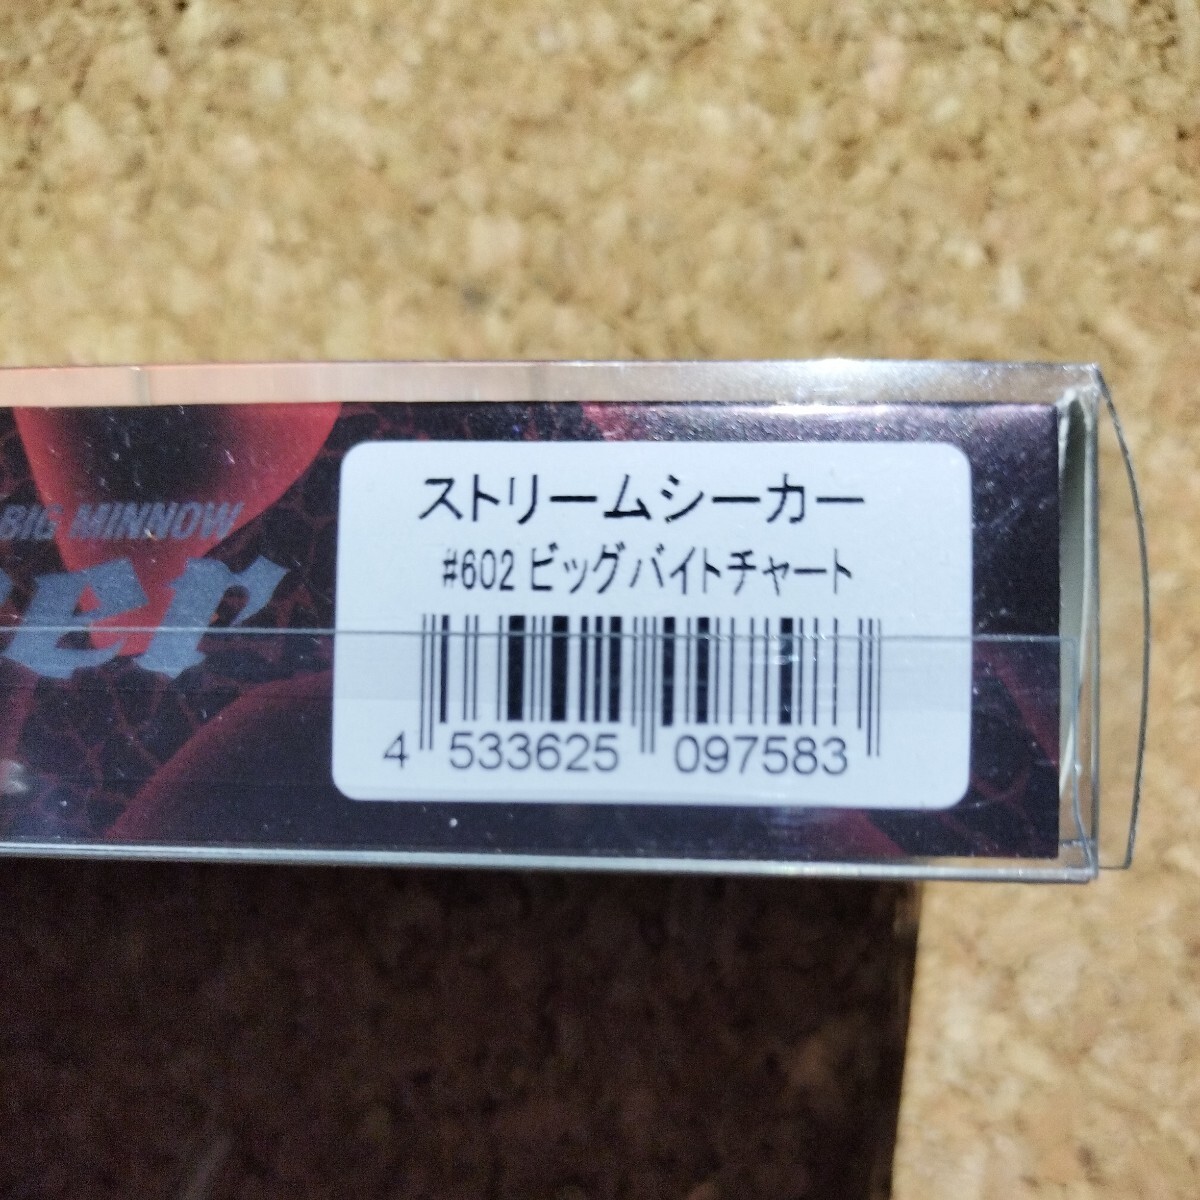 BIG MINNOW
ストリームシーカー
#602 ビッグバイトチャート
4 533625 097583